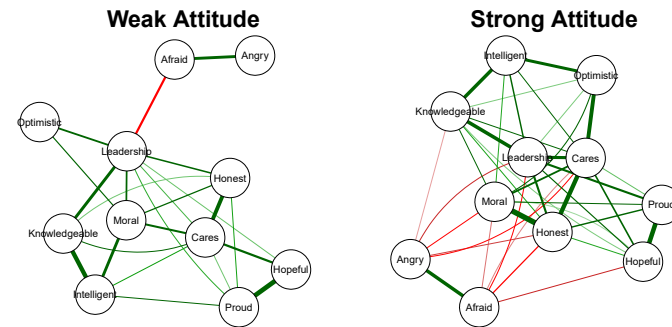 Weak Attitude
Afraid
Angry
Optimistic
Leadership
Honest
Moral
Knowledgeable
Cares
Hopeful
Intelligent
Proud
Strong Attitude
Intelligent
Optimistic
Knowledgeable
Leadership
Cares
Moral
Proud
Honest
Angry
Hopeful
Afraid